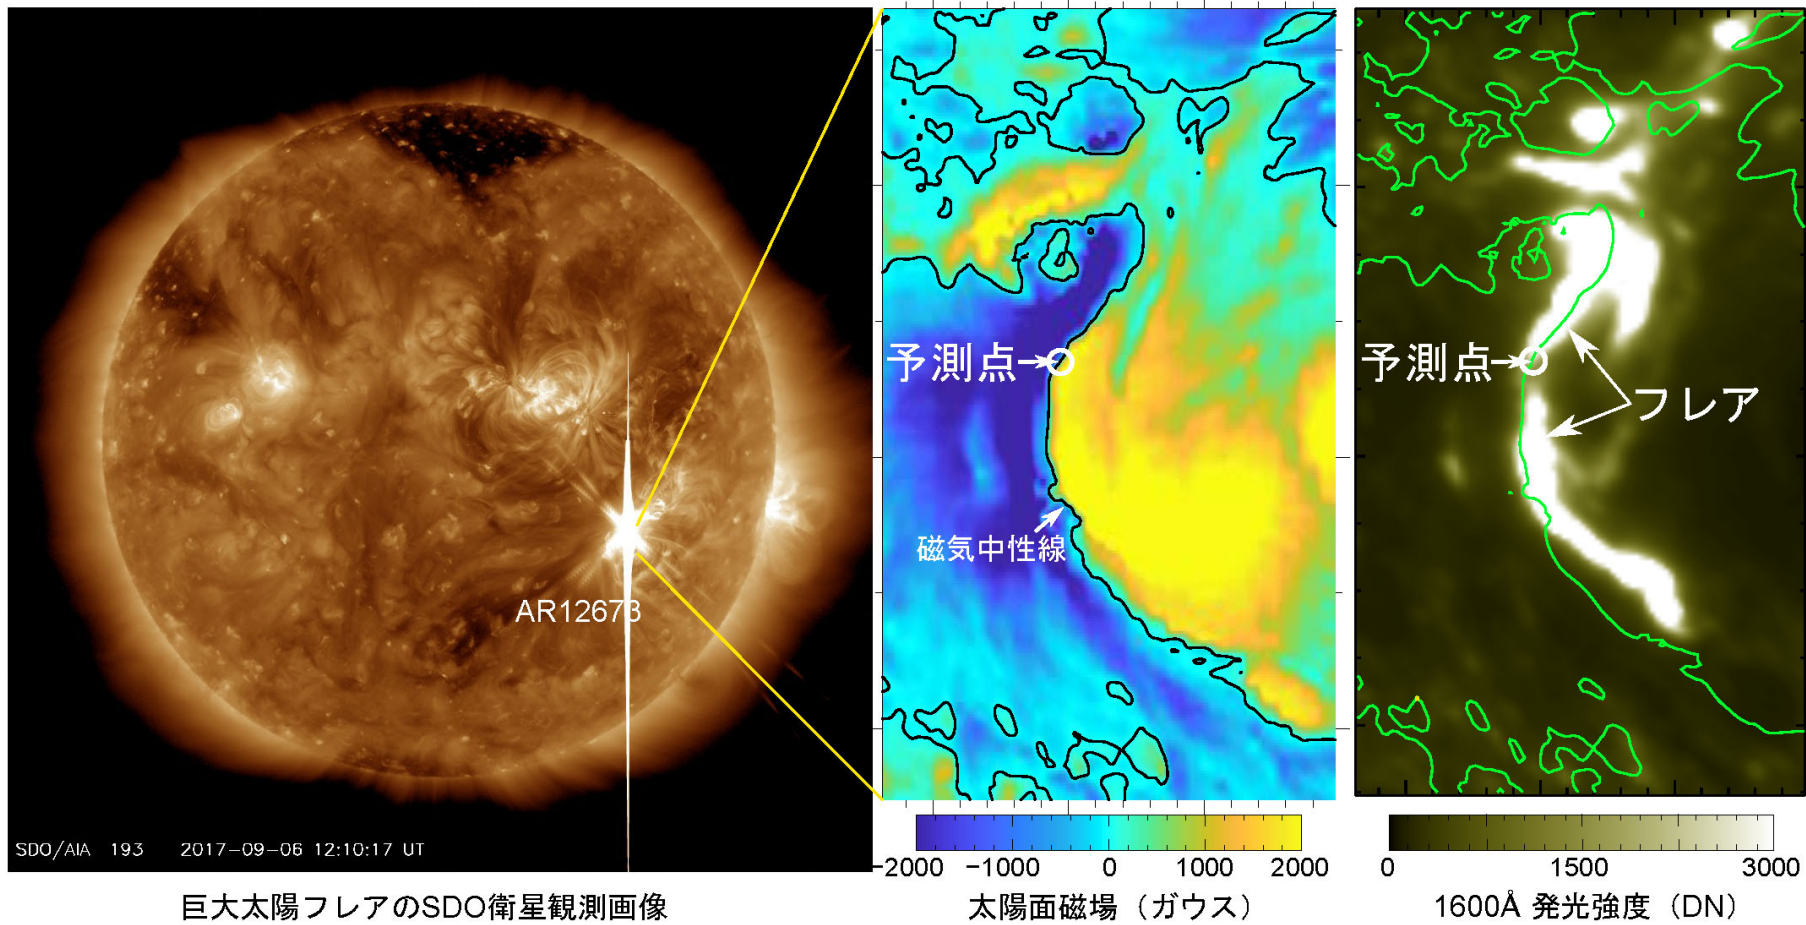 AR12673
SDO/AIA 193 2017-09-06 12:10:17 UT
巨大太陽フレアのSDO衛星観測画像
予測点
磁気中性線
-2000 -1000 0 1000 2000
太陽面磁場（ガウス）
予測点
フレア
0 1500 3000
1600Å 発光強度（DN）